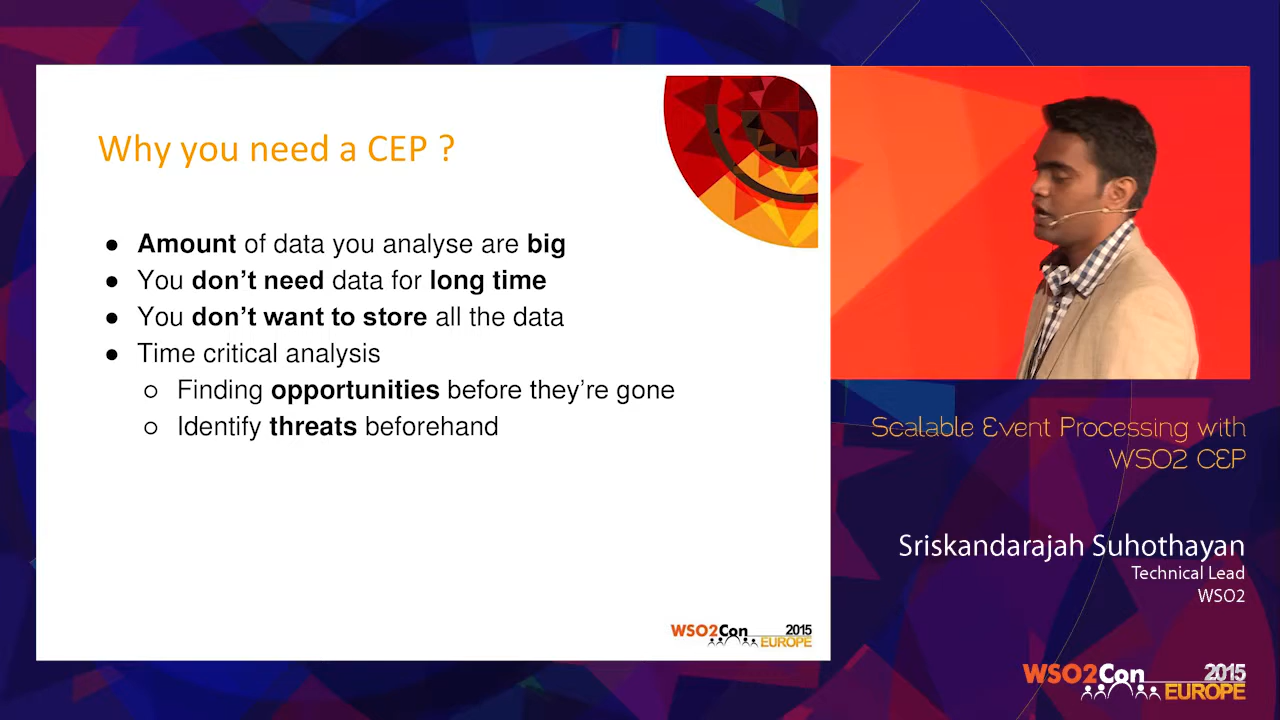 Why you need a CEP ?
● Amount of data you analyse are big
● You don't need data for long time
● You don't want to store all the data
● Time critical analysis
○ Finding opportunities before they're gone
○ Identify threats beforehand
WSO2Con 2015
EUROPE
Scalable Event Processing with
WSO2 CEP
Sriskandarajah Suhothayan
Technical Lead
WSO2
WSO2Con 2015
EUROPE